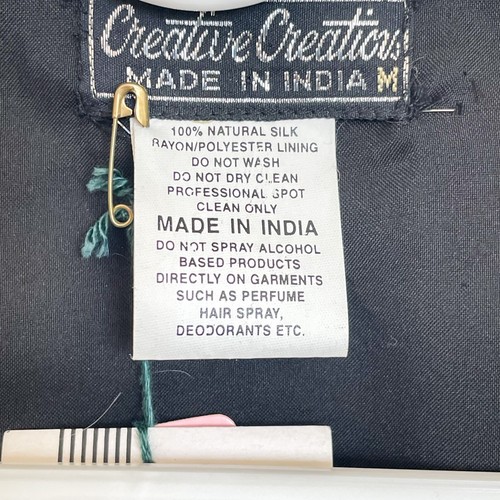 Creative Creations
MADE IN INDIA M
100% NATURAL SILK
RAYON/POLYESTER LINING
DO NOT WASH
DO NOT DRY CLEAN
PROFESSIONAL SPOT
CLEAN ONLY
MADE IN INDIA
DO NOT SPRAY ALCOHOL
BASED PRODUCTS
DIRECTLY ON GARMENTS
SUCH AS PERFUME
HAIR SPRAY,
DEODORANTS ETC.